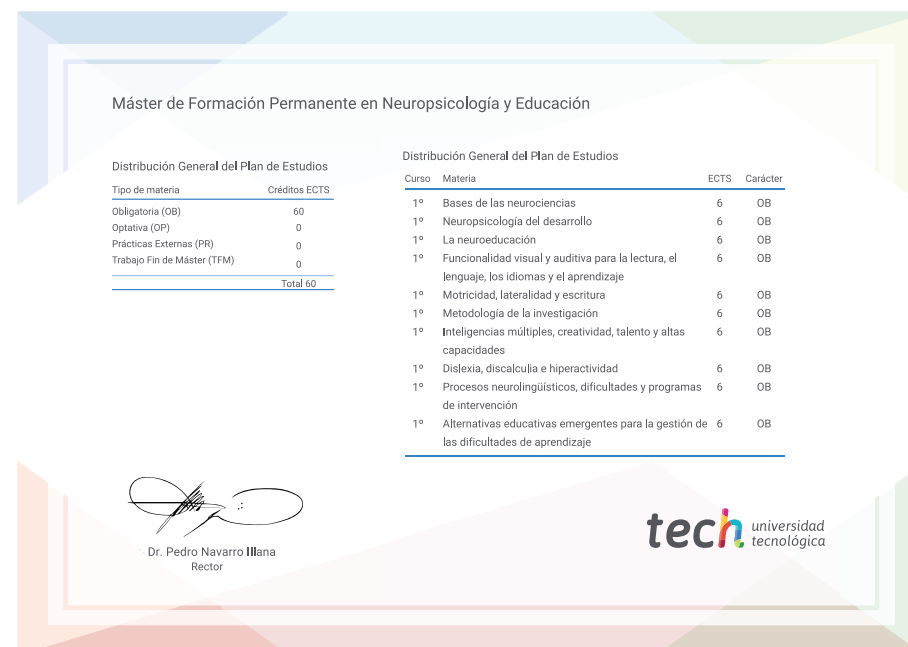 Máster de Formación Permanente en Neuropsicología y Educación
Distribución General del Plan de Estudios
Tipo de materia Créditos ECTS
Obligatoria (OB) 60
Optativa (OP) 0
Prácticas Externas (PR) 0
Trabajo Fin de Máster (TFM) 0
Total 60
Distribución General del Plan de Estudios
Curso Materia ECTS Carácter
1º Bases de las neurociencias 6 OB
1º Neuropsicología del desarrollo 6 OB
1º La neuroeducación 6 OB
1º Funcionalidad visual y auditiva para la lectura, el 6 OB
lenguaje, los idiomas y el aprendizaje
1º Motricidad, lateralidad y escritura 6 OB
1º Metodología de la investigación 6 OB
1º Inteligencias múltiples, creatividad, talento y altas 6 OB
capacidades
1º Dislexia, discalculia e hiperactividad 6 OB
1º Procesos neurolingüísticos, dificultades y programas 6 OB
de intervención
1º Alternativas educativas emergentes para la gestión de 6 OB
las dificultades de aprendizaje
Dr. Pedro Navarro Illana
Rector
tech universidad
tecnológica